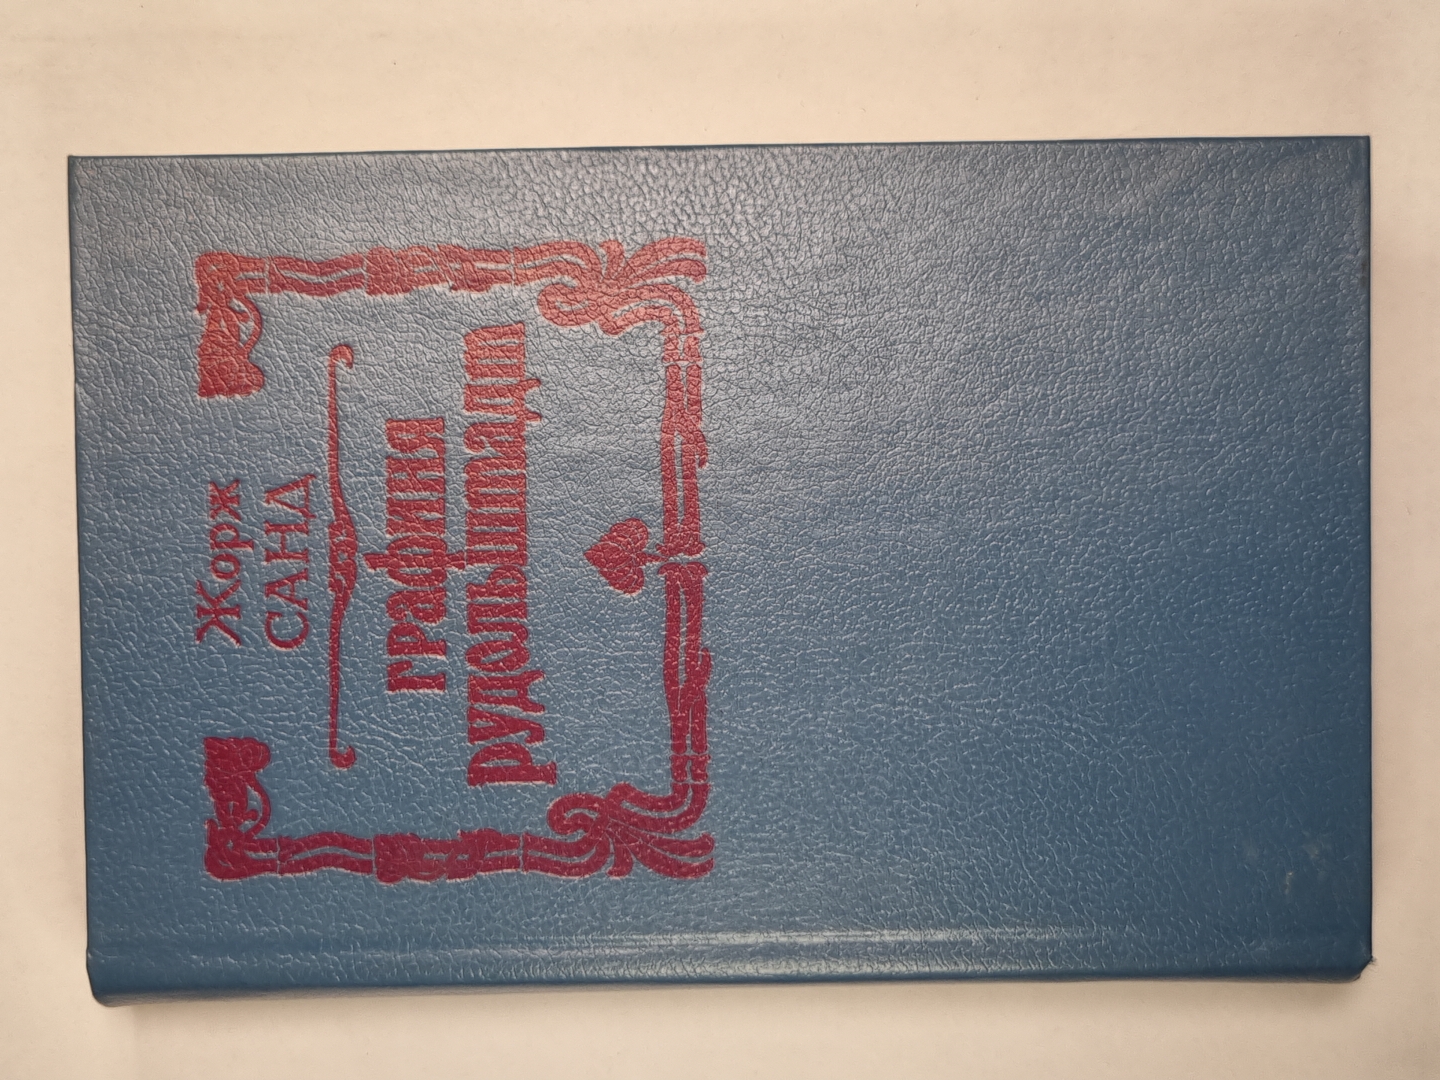 Жорж
САНД
графиня
рудольштадт